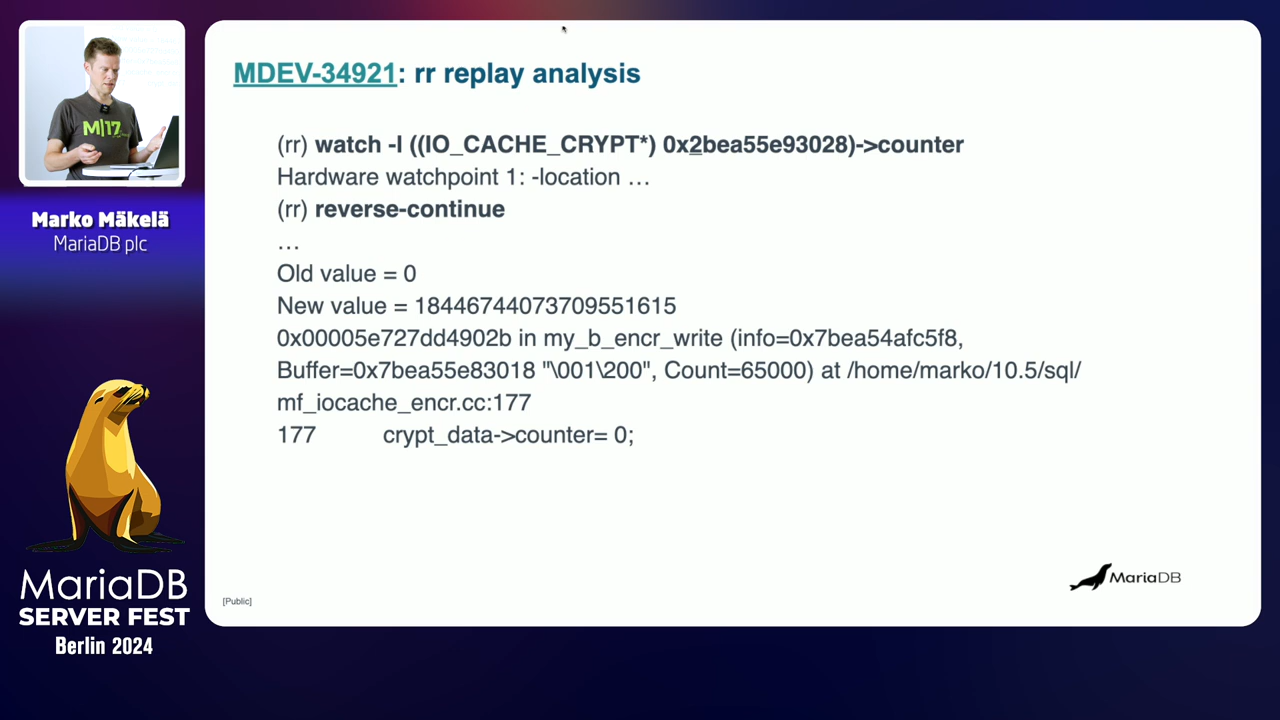 MDEV-34921: rr replay analysis
(rr) watch -l ((IO_CACHE_CRYPT*) 0x2bea55e93028)->counter
Hardware watchpoint 1: -location …
(rr) reverse-continue
…
Old value = 0
New value = 18446744073709551615
0x00005e727dd4902b in my_b_encr_write (info=0x7bea54afc5f8,
Buffer=0x7bea55e83018 "\001\200", Count=65000) at /home/marko/10.5/sql/
mf_iocache_encr.cc:177
177 crypt_data->counter= 0;
MariaDB
[Public]
M|17
Marko Mäkelä
MariaDB plc
MariaDB
SERVER FEST
Berlin 2024